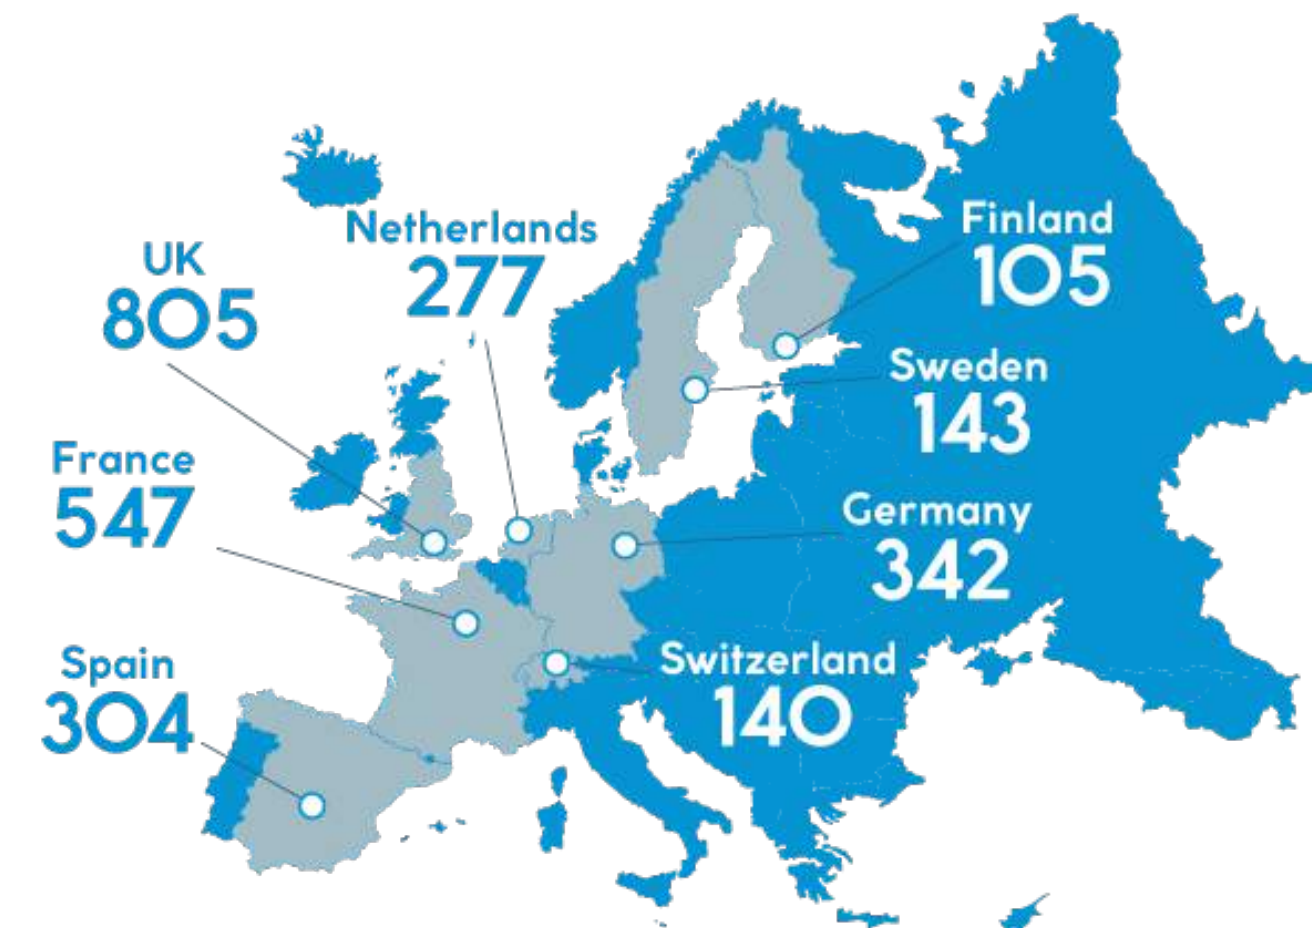 Netherlands
277
Finland
105
UK
805
Sweden
143
France
547
Germany
342
Spain
304
Switzerland
140